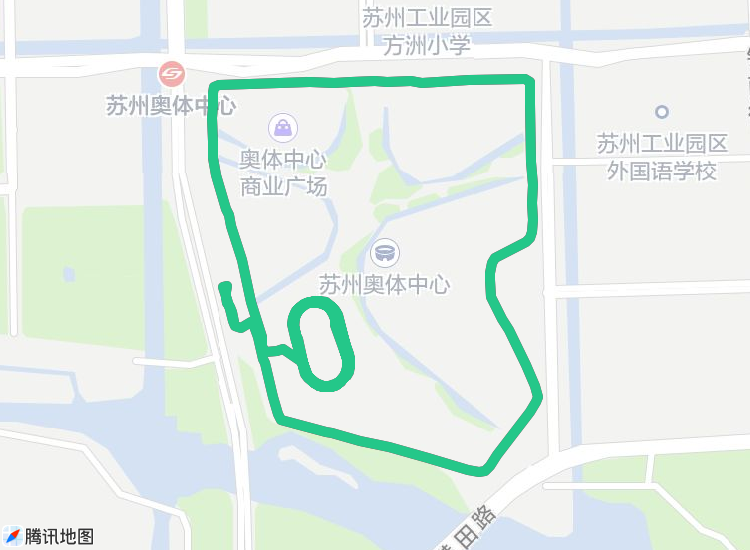 苏州工业园区
方洲小学
苏州奥体中心
奥体中心
商业广场
苏州工业园区
外国语学校
苏州奥体中心
田路
腾讯地图